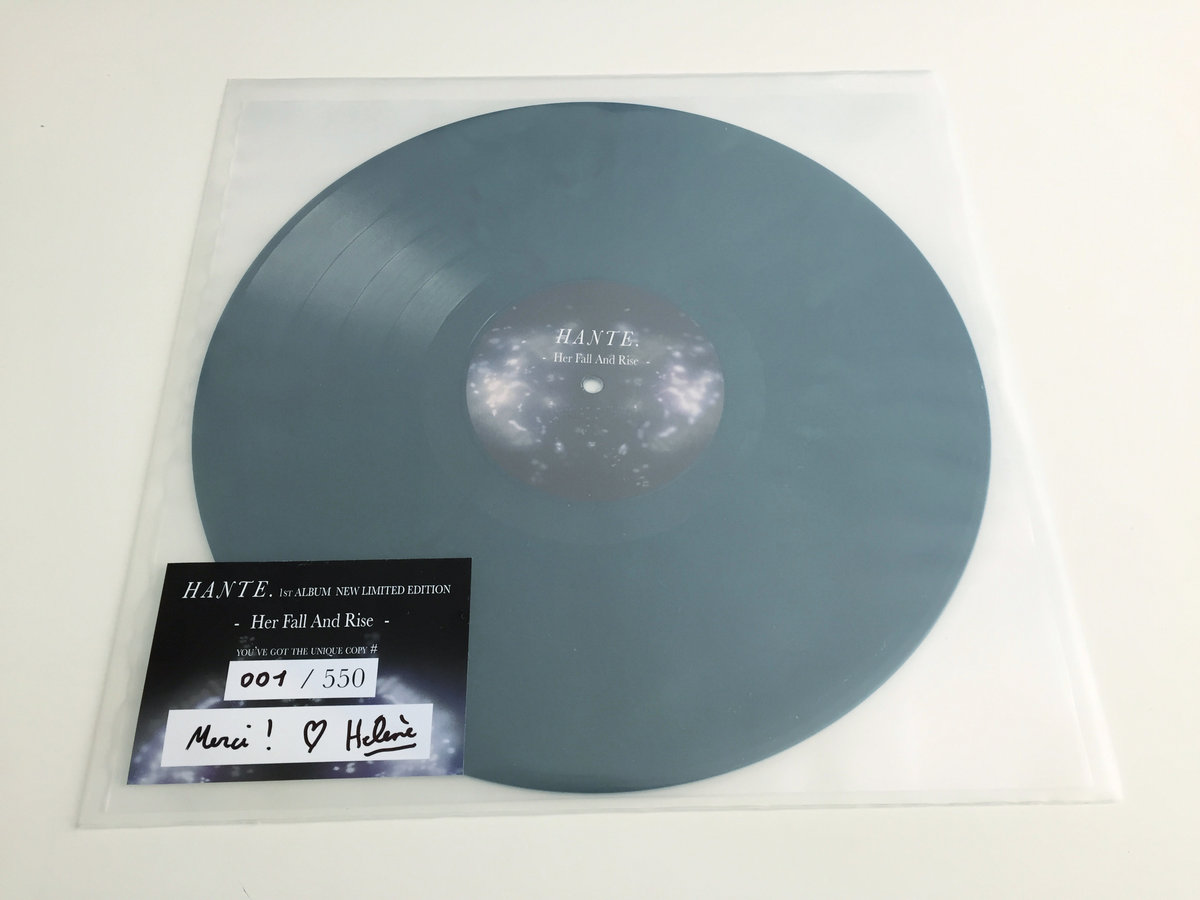 HANTE.
- Her Fall And Rise -
HANTE. 1ST ALBUM NEW LIMITED EDITION
- Her Fall And Rise -
YOU'VE GOT THE UNIQUE COPY #
001 / 550
Merci ! ♡ Helène